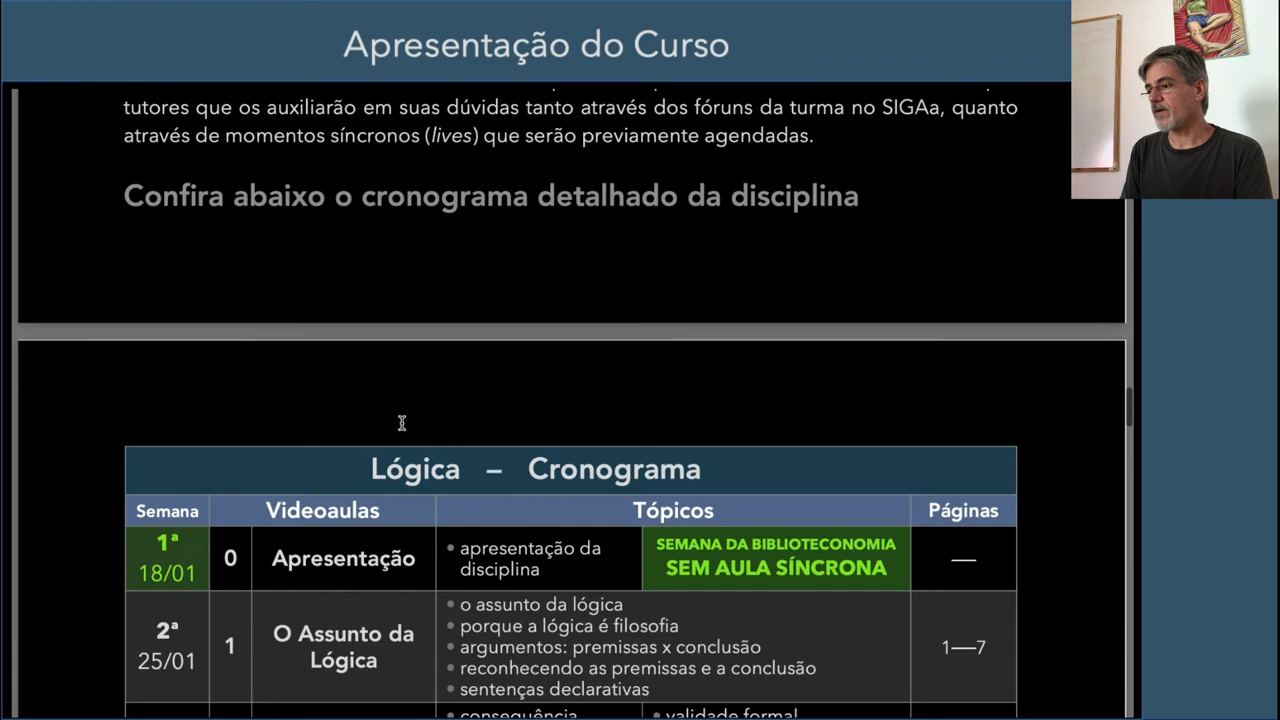 Apresentação do Curso
tutores que os auxiliarão em suas dúvidas tanto através dos fóruns da turma no SIGAa, quanto
através de momentos síncronos (lives) que serão previamente agendadas.
Confira abaixo o cronograma detalhado da disciplina
Lógica – Cronograma
Semana Videoaulas Tópicos Páginas
1ª
18/01
0
Apresentação
• apresentação da
disciplina
SEMANA DA BIBLIOTECONOMIA
SEM AULA SÍNCRONA
—
2ª
25/01
1
O Assunto da
Lógica
• o assunto da lógica
• porque a lógica é filosofia
• argumentos: premissas x conclusão
• reconhecendo as premissas e a conclusão
• sentenças declarativas
1—7
• consequência
• validade formal